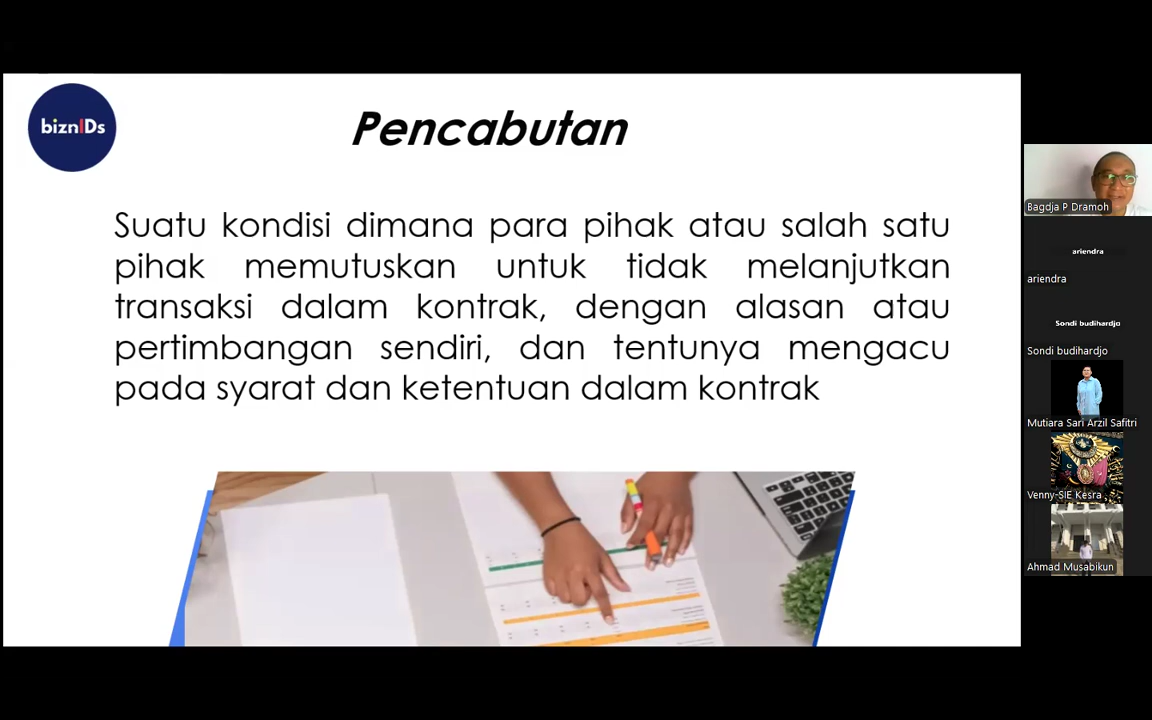 biznIDs
Pencabutan
Suatu kondisi dimana para pihak atau salah satu
pihak memutuskan untuk tidak melanjutkan
transaksi dalam kontrak, dengan alasan atau
pertimbangan sendiri, dan tentunya mengacu
pada syarat dan ketentuan dalam kontrak
Bagdja P Dramoh
ariendra
ariendra
Sondi budihardjo
Sondi budihardjo
Mutiara Sari Arzil Safitri
Venny-SIE Kesra
Ahmad Musabikun